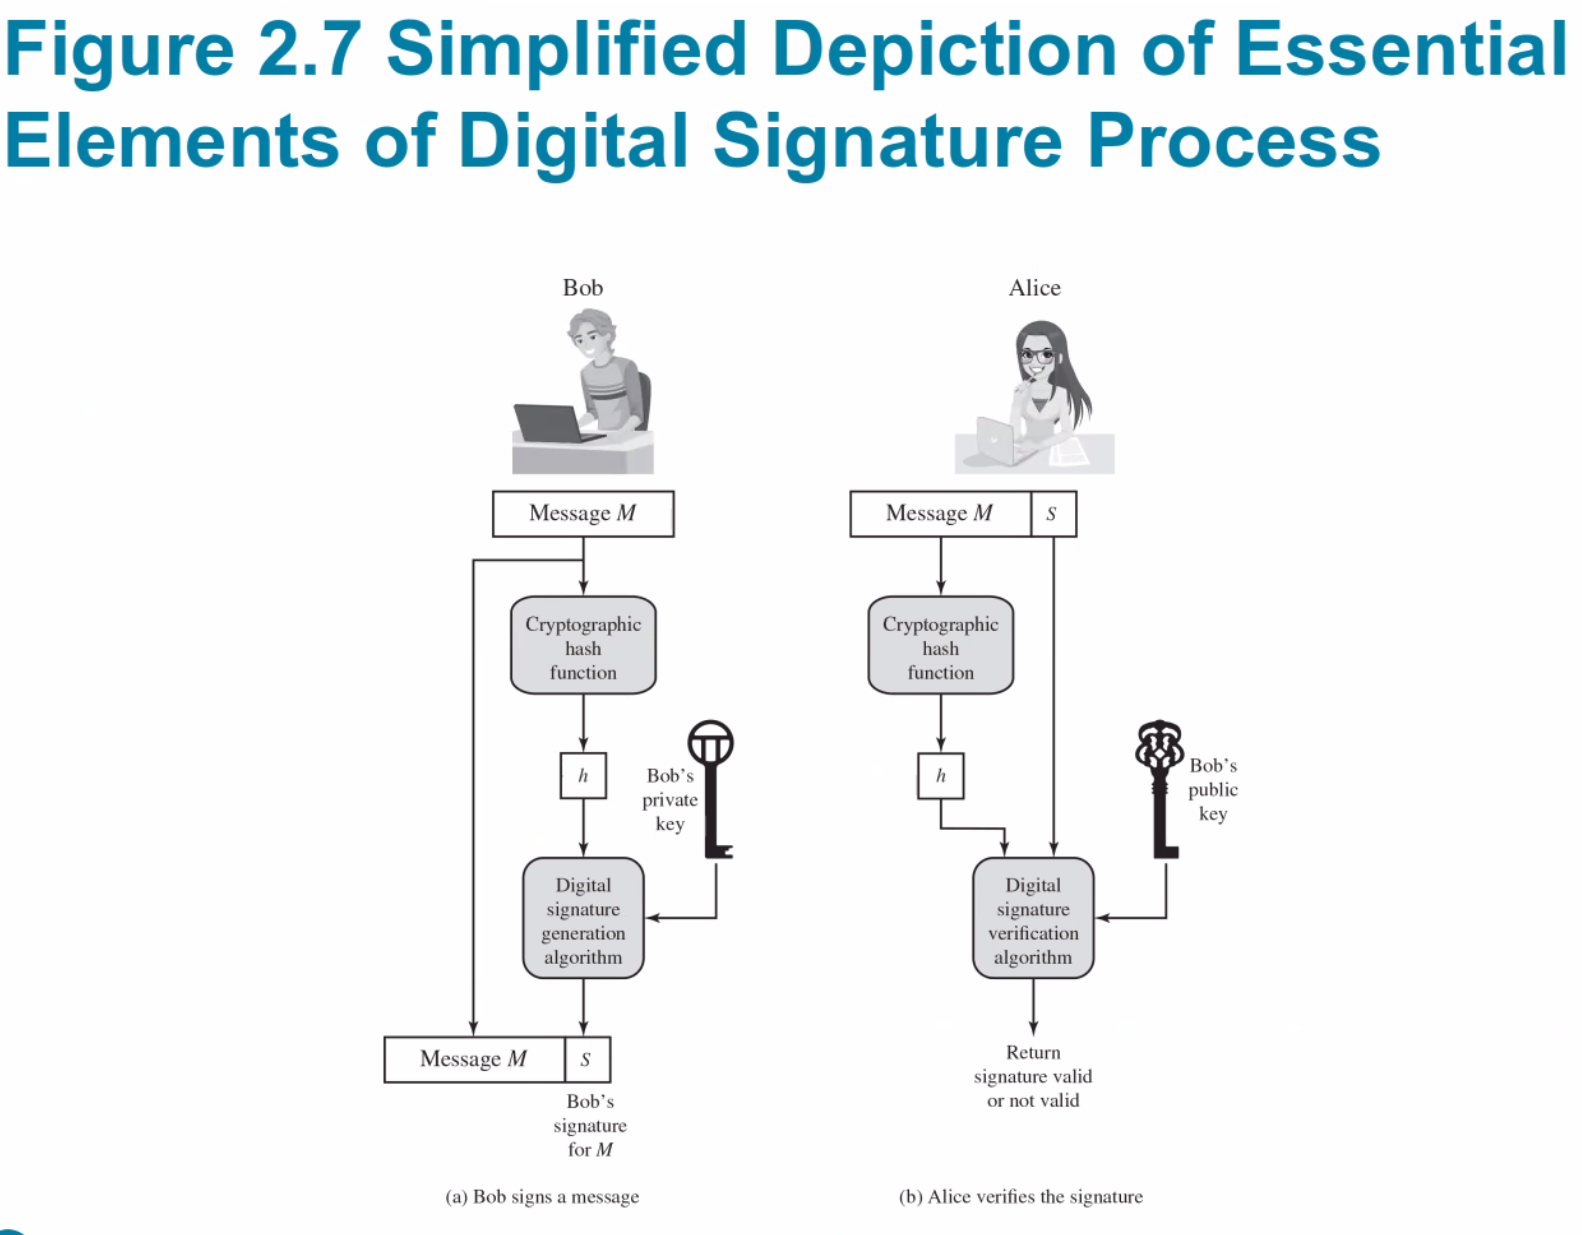 Figure 2.7 Simplified Depiction of Essential
Elements of Digital Signature Process
Bob
Message M
Cryptographic
hash
function
h
Bob's
private
key
Digital
signature
generation
algorithm
Message M
S
Bob's
signature
for M
(a) Bob signs a message
Alice
Message M
S
Cryptographic
hash
function
h
Bob's
public
key
Digital
signature
verification
algorithm
Return
signature valid
or not valid
(b) Alice verifies the signature